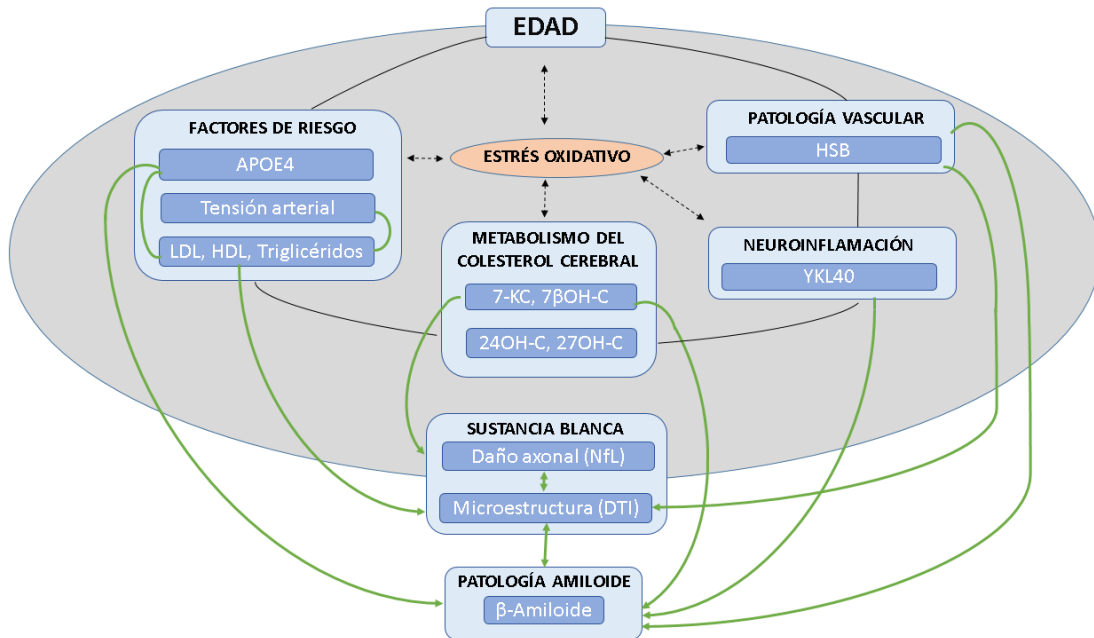 EDAD
FACTORES DE RIESGO
APOE4
Tensión arterial
LDL, HDL, Triglicéridos
ESTRÉS OXIDATIVO
PATOLOGÍA VASCULAR
HSB
METABOLISMO DEL
COLESTEROL CEREBRAL
7-KC, 7βOH-C
24OH-C, 27OH-C
NEUROINFLAMACIÓN
YKL40
SUSTANCIA BLANCA
Daño axonal (NfL)
Microestructura (DTI)
PATOLOGÍA AMILOIDE
β-Amiloide